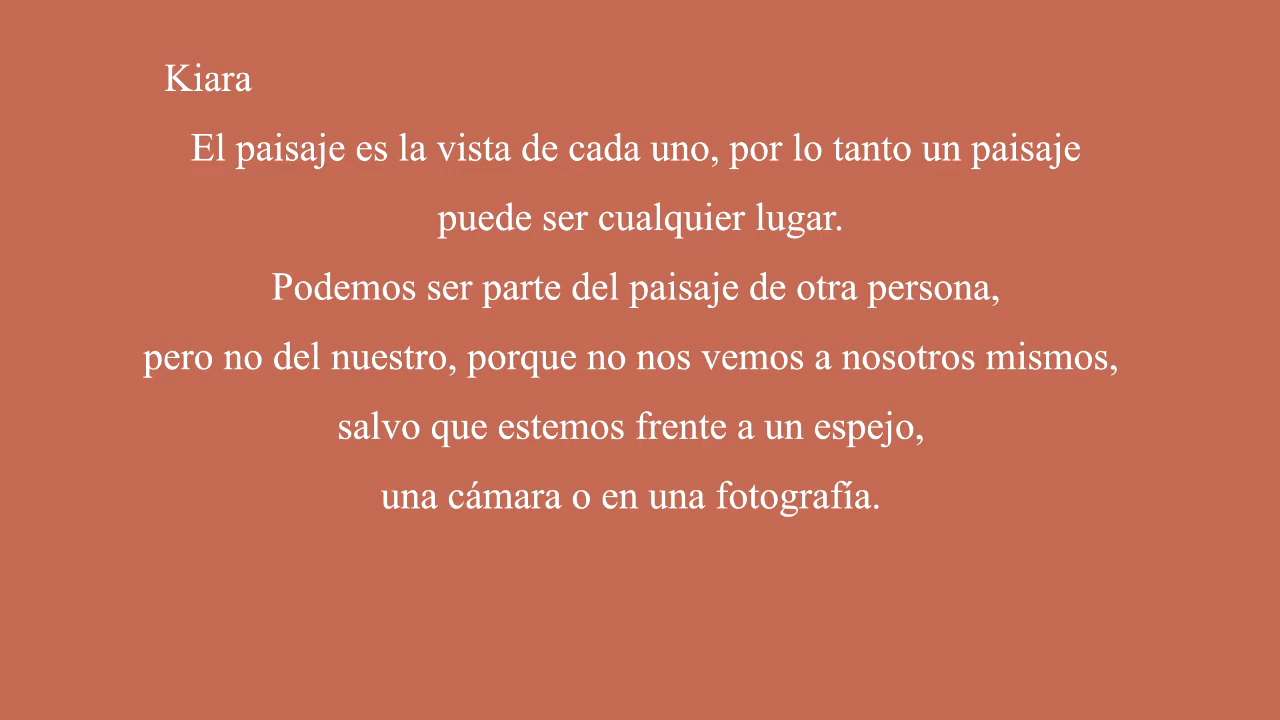 Kiara
El paisaje es la vista de cada uno, por lo tanto un paisaje
puede ser cualquier lugar.
Podemos ser parte del paisaje de otra persona,
pero no del nuestro, porque no nos vemos a nosotros mismos,
salvo que estemos frente a un espejo,
una cámara o en una fotografía.